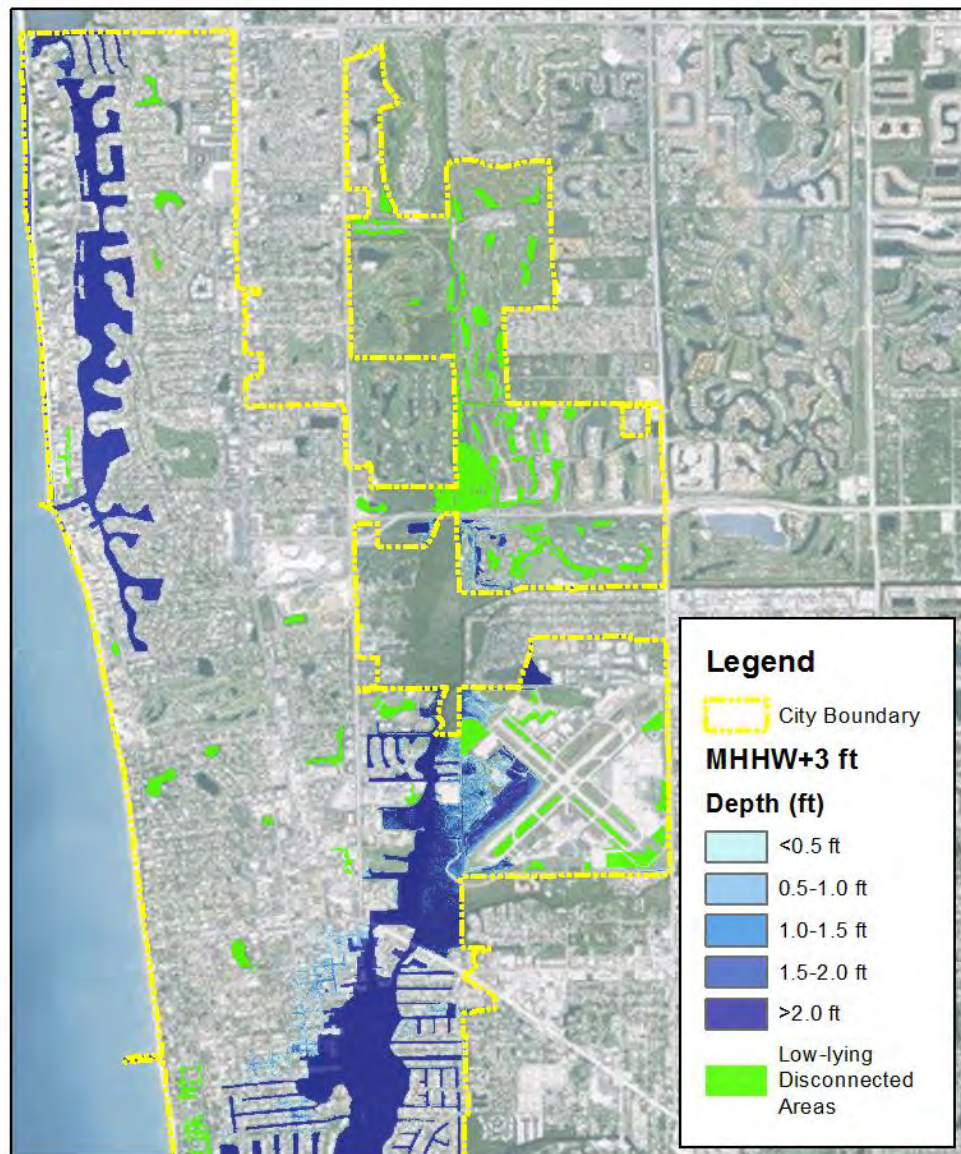 Legend
City Boundary
MHHW+3 ft
Depth (ft)
<0.5 ft
0.5-1.0 ft
1.0-1.5 ft
1.5-2.0 ft
>2.0 ft
Low-lying
Disconnected
Areas